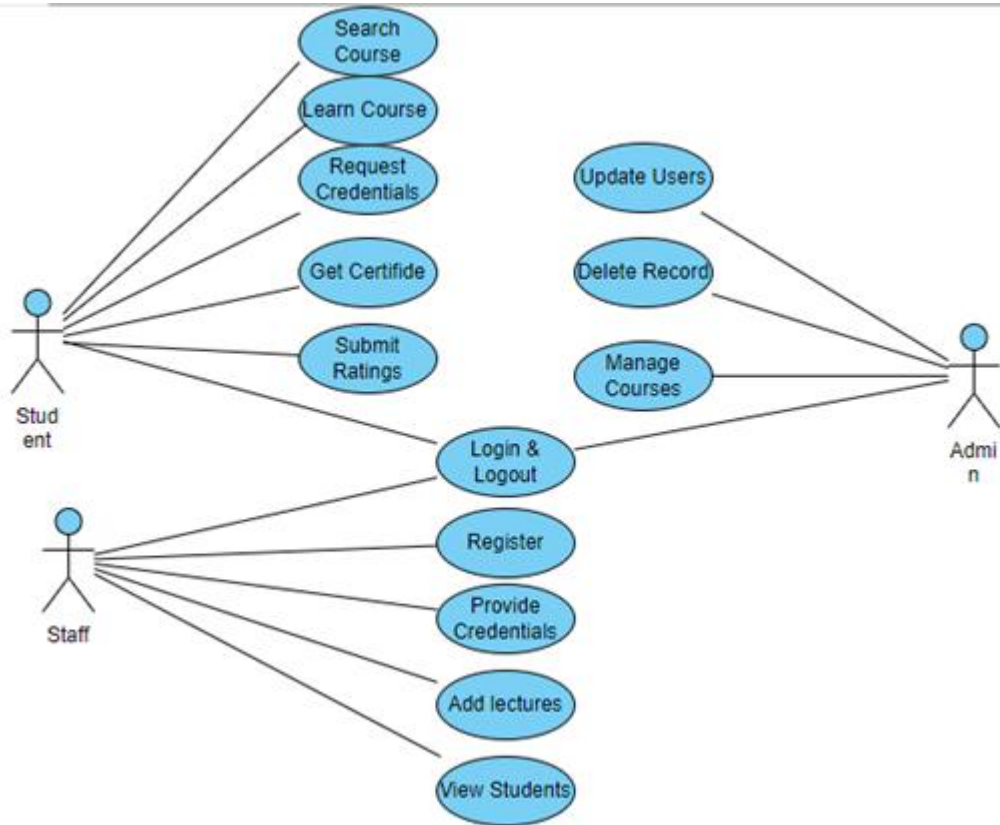 Search
Course
Learn Course
Request
Credentials
Update Users
Get Certifide
Delete Record
Submit
Ratings
Manage
Courses
Stud
ent
Admi
n
Login &
Logout
Register
Provide
Credentials
Staff
Add lectures
View Students